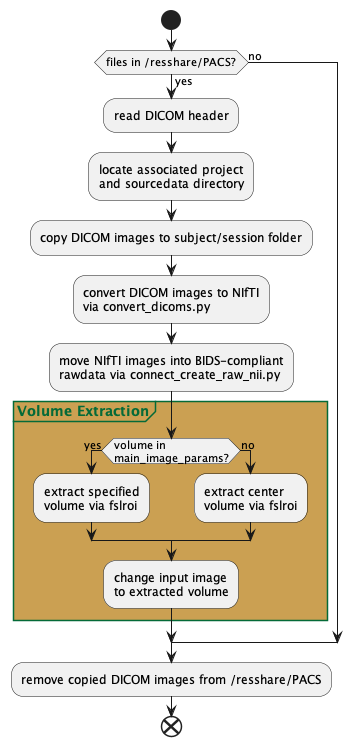 files in /resshare/PACS?
no
yes
read DICOM header
locate associated project
and sourcedata directory
copy DICOM images to subject/session folder
convert DICOM images to NIfTI
via convert_dicoms.py
move NIfTI images into BIDS-compliant
rawdata via connect_create_raw_nii.py
Volume Extraction
yes
volume in
main_image_params?
no
extract specified
volume via fslroi
extract center
volume via fslroi
change input image
to extracted volume
remove copied DICOM images from /resshare/PACS